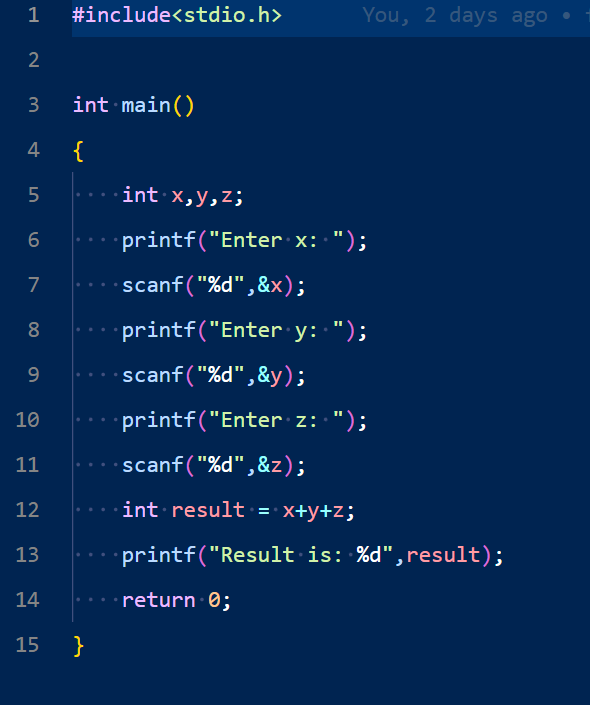 1 #include<stdio.h> You, 2 days ago •
2
3 int main()
4 {
5 int x,y,z;
6 printf("Enter x: ");
7 scanf("%d",&x);
8 printf("Enter y: ");
9 scanf("%d",&y);
10 printf("Enter z: ");
11 scanf("%d",&z);
12 int result = x+y+z;
13 printf("Result is: %d",result);
14 return 0;
15 }